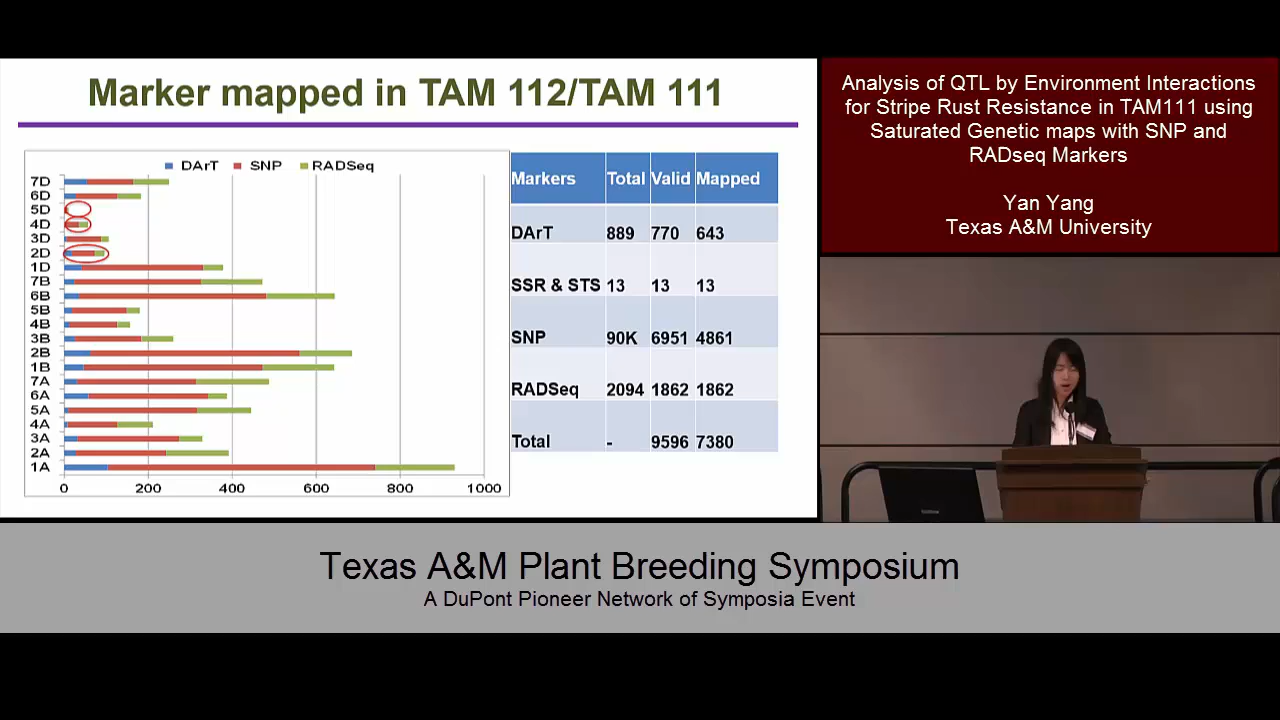 Marker mapped in TAM 112/TAM 111
DArT SNP RADSeq
7D
6D
5D
4D
3D
2D
1D
7B
6B
5B
4B
3B
2B
1B
7A
6A
5A
4A
3A
2A
1A
0 200 400 600 800 1000
Markers Total Valid Mapped
DArT 889 770 643
SSR & STS 13 13 13
SNP 90K 6951 4861
RADSeq 2094 1862 1862
Total - 9596 7380
Analysis of QTL by Environment Interactions
for Stripe Rust Resistance in TAM111 using
Saturated Genetic maps with SNP and
RADseq Markers
Yan Yang
Texas A&M University
Texas A&M Plant Breeding Symposium
A DuPont Pioneer Network of Symposia Event